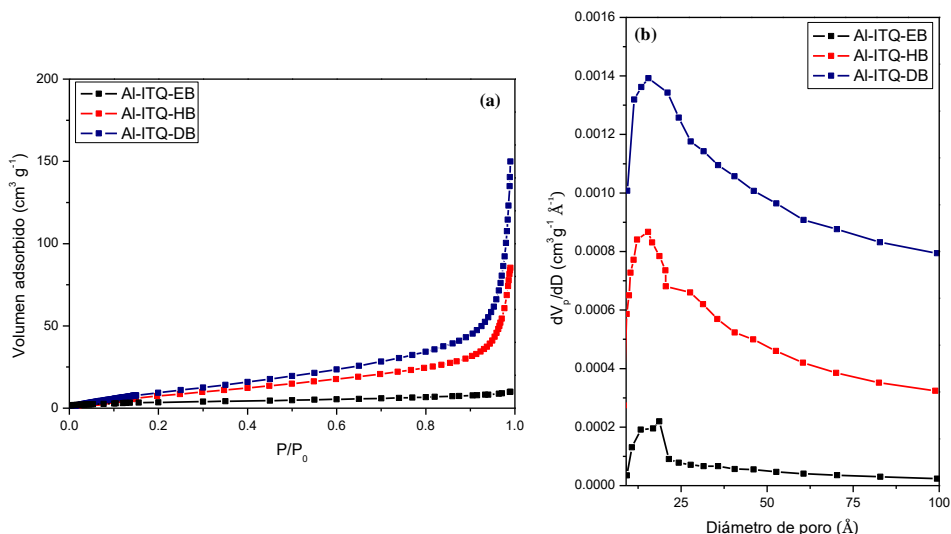 (a)
Al-ITQ-EB
Al-ITQ-HB
Al-ITQ-DB
Volumen adsorbido (cm³ g⁻¹)
200
150
100
50
0
0.0 0.2 0.4 0.6 0.8 1.0
P/P₀
(b)
Al-ITQ-EB
Al-ITQ-HB
Al-ITQ-DB
dVₚ/dD (cm³g⁻¹ Å⁻¹)
0.0016
0.0014
0.0012
0.0010
0.0008
0.0006
0.0004
0.0002
0.0000
25 50 75 100
Diámetro de poro (Å)